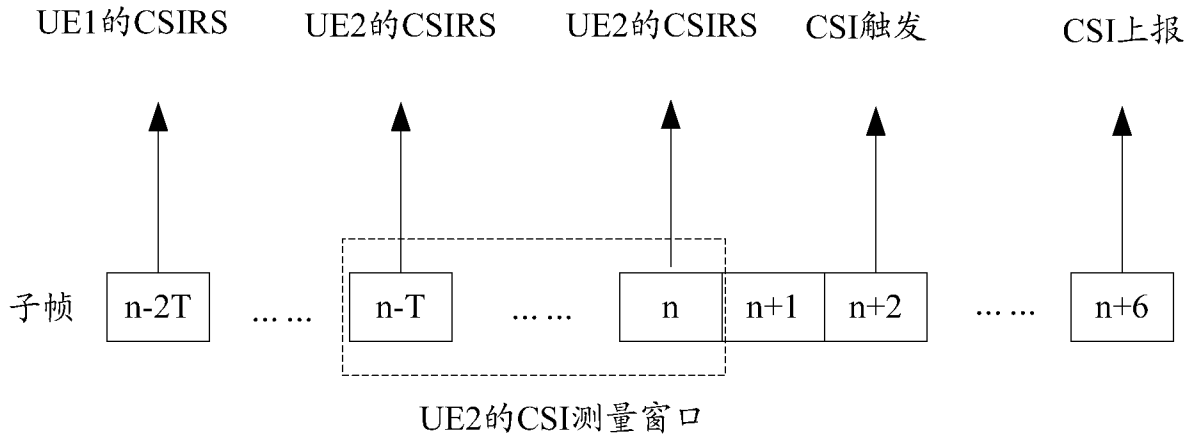 UE1的CSIRS UE2的CSIRS UE2的CSIRS CSI触发 CSI上报
子帧 n-2T …… n-T …… n n+1 n+2 …… n+6
UE2的CSI测量窗口